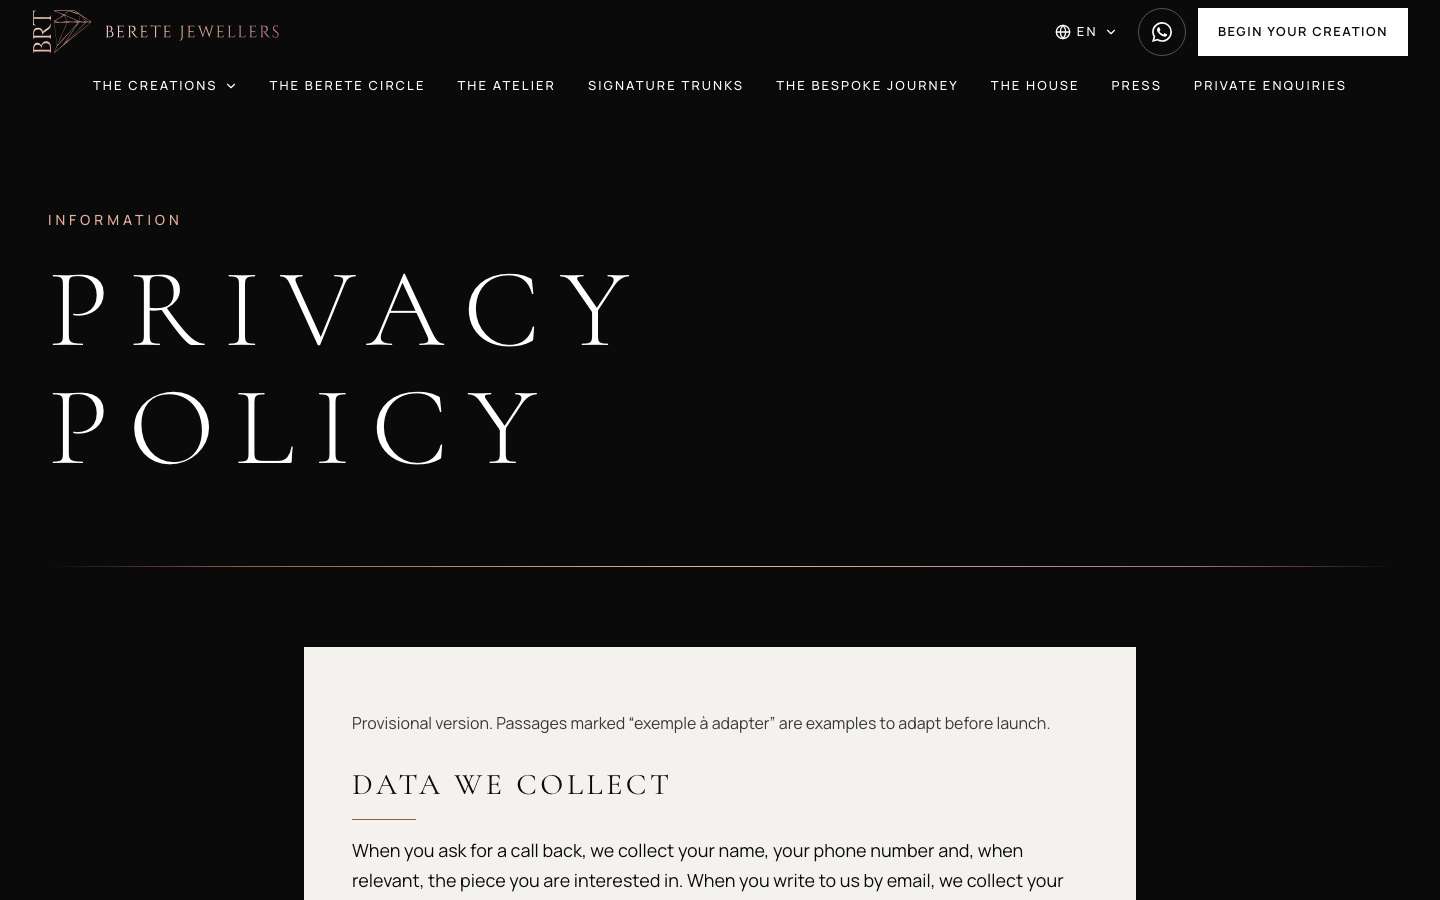 BRT
BERETE JEWELLERS
EN
BEGIN YOUR CREATION
THE CREATIONS
THE BERETE CIRCLE
THE ATELIER
SIGNATURE TRUNKS
THE BESPOKE JOURNEY
THE HOUSE
PRESS
PRIVATE ENQUIRIES
INFORMATION
PRIVACY
POLICY
Provisional version. Passages marked “exemple à adapter” are examples to adapt before launch.
DATA WE COLLECT
When you ask for a call back, we collect your name, your phone number and, when
relevant, the piece you are interested in. When you write to us by email, we collect your